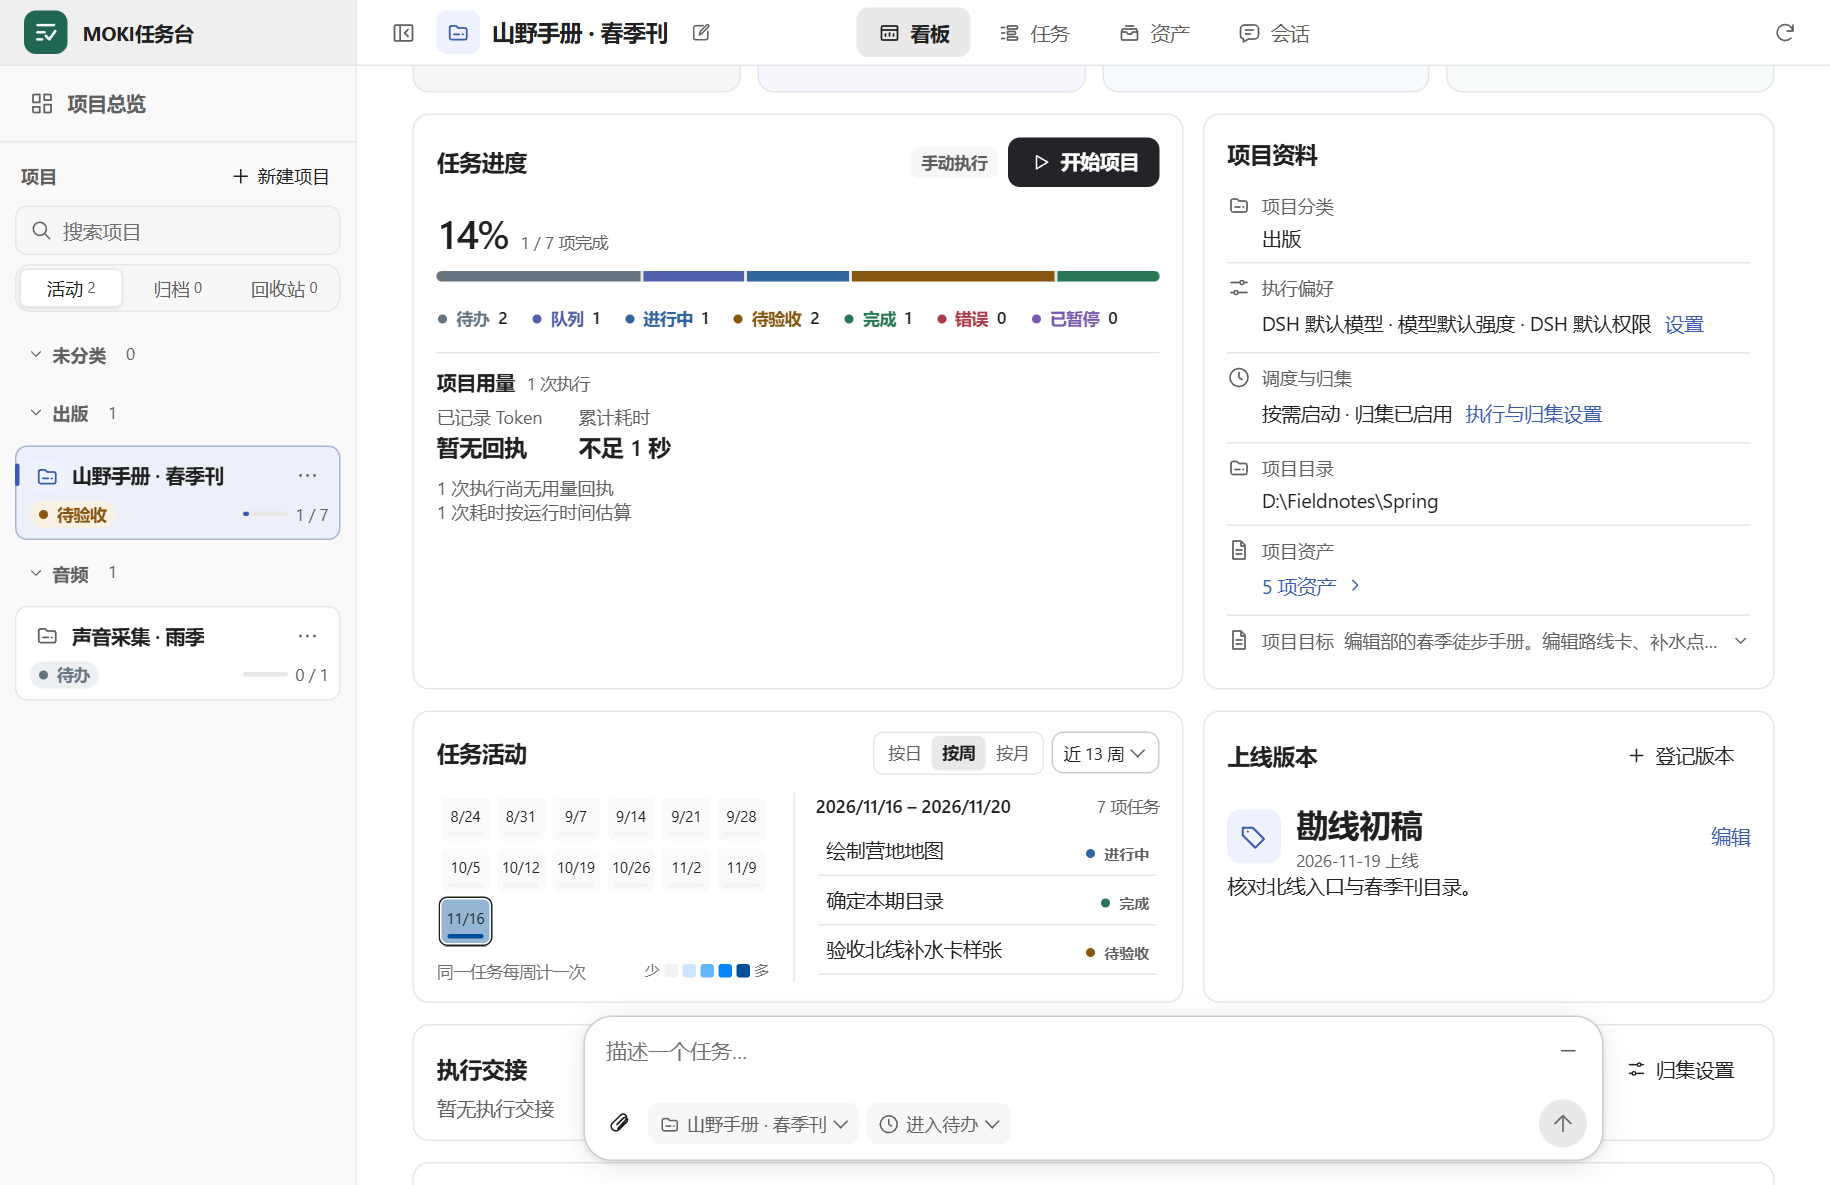 MOKI任务台
山野手册 · 春季刊
看板
任务
资产
会话
项目总览
项目
新建项目
搜索项目
活动 2
归档 0
回收站 0
未分类 0
出版 1
山野手册 · 春季刊
待验收
1 / 7
音频 1
声音采集 · 雨季
待办
0 / 1
任务进度
手动执行
开始项目
14% 1 / 7 项完成
待办 2
队列 1
进行中 1
待验收 2
完成 1
错误 0
已暂停 0
项目用量 1 次执行
已记录 Token
累计耗时
暂无回执
不足 1 秒
1 次执行尚无用量回执
1 次耗时按运行时间估算
项目资料
项目分类
出版
执行偏好
DSH 默认模型 · 模型默认强度 · DSH 默认权限 设置
调度与归集
按需启动 · 归集已启用 执行与归集设置
项目目录
D:\Fieldnotes\Spring
项目资产
5 项资产
项目目标 编辑部的春季徒步手册。编辑路线卡、补水点...
任务活动
按日
按周
按月
近 13 周
8/24 8/31 9/7 9/14 9/21 9/28
10/5 10/12 10/19 10/26 11/2 11/9
11/16
同一任务每周计一次
少
多
2026/11/16 – 2026/11/20
7 项任务
绘制营地地图
进行中
确定本期目录
完成
验收北线补水卡样张
待验收
上线版本
登记版本
勘线初稿
2026-11-19 上线
编辑
核对北线入口与春季刊目录。
执行交接
暂无执行交接
归集设置
描述一个任务...
山野手册 · 春季刊
进入待办